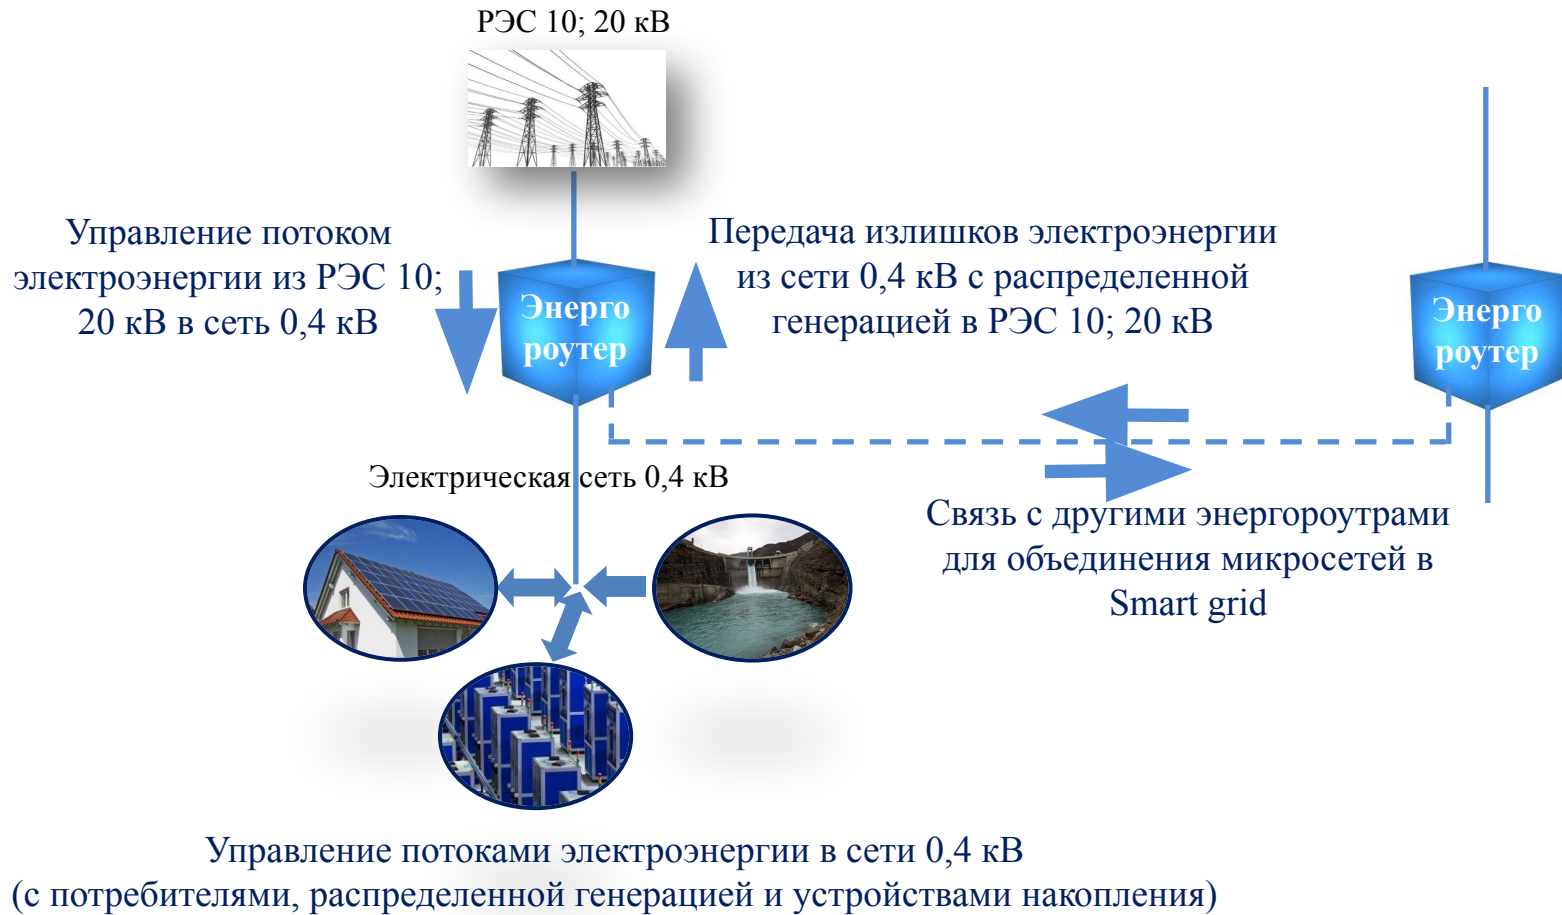 РЭС 10; 20 кВ
Управление потоком
электроэнергии из РЭС 10;
20 кВ в сеть 0,4 кВ
Энерго
роутер
Передача излишков электроэнергии
из сети 0,4 кВ с распределенной
генерацией в РЭС 10; 20 кВ
Энерго
роутер
Электрическая сеть 0,4 кВ
Связь с другими энергороутрами
для объединения микросетей в
Smart grid
Управление потоками электроэнергии в сети 0,4 кВ
(с потребителями, распределенной генерацией и устройствами накопления)